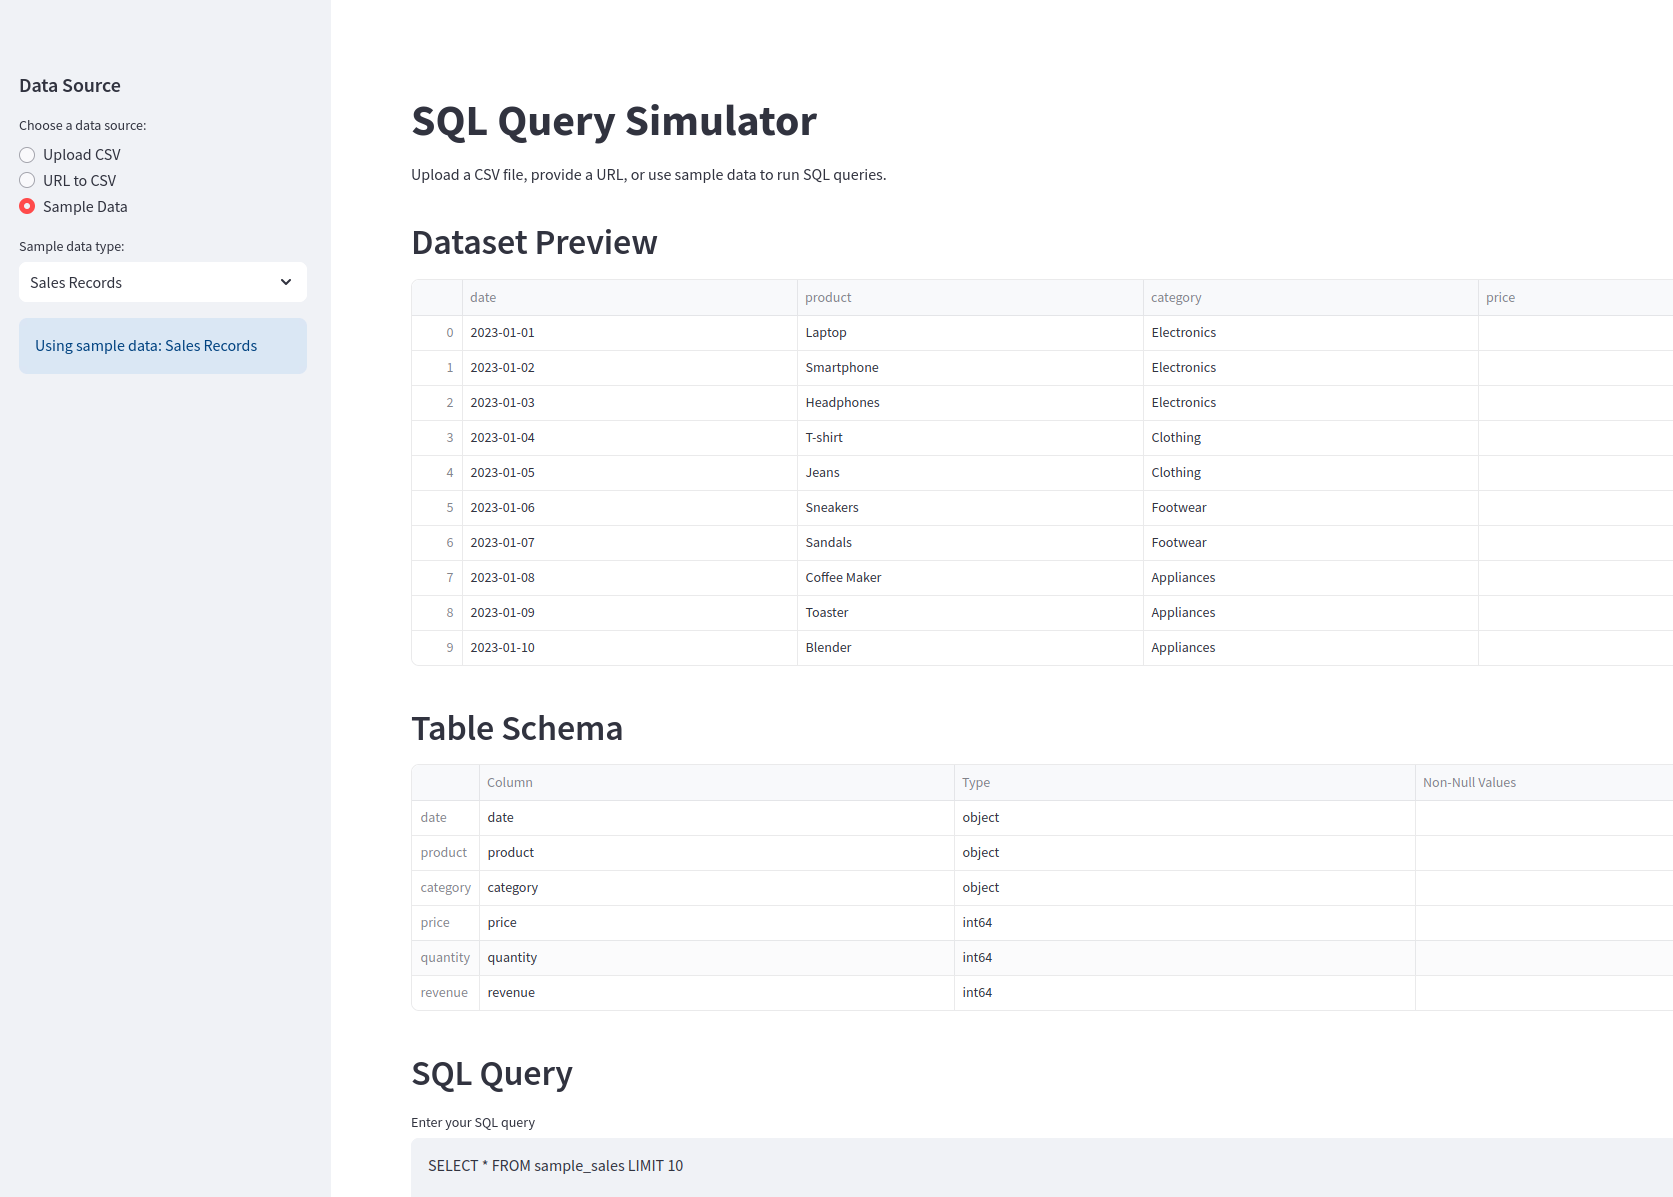 Data Source
Choose a data source:
Upload CSV
URL to CSV
Sample Data
Sample data type:
Sales Records
Using sample data: Sales Records
SQL Query Simulator
Upload a CSV file, provide a URL, or use sample data to run SQL queries.
Dataset Preview
date product category price
0 2023-01-01 Laptop Electronics
1 2023-01-02 Smartphone Electronics
2 2023-01-03 Headphones Electronics
3 2023-01-04 T-shirt Clothing
4 2023-01-05 Jeans Clothing
5 2023-01-06 Sneakers Footwear
6 2023-01-07 Sandals Footwear
7 2023-01-08 Coffee Maker Appliances
8 2023-01-09 Toaster Appliances
9 2023-01-10 Blender Appliances
Table Schema
Column Type Non-Null Values
date date object
product product object
category category object
price price int64
quantity quantity int64
revenue revenue int64
SQL Query
Enter your SQL query
SELECT * FROM sample_sales LIMIT 10